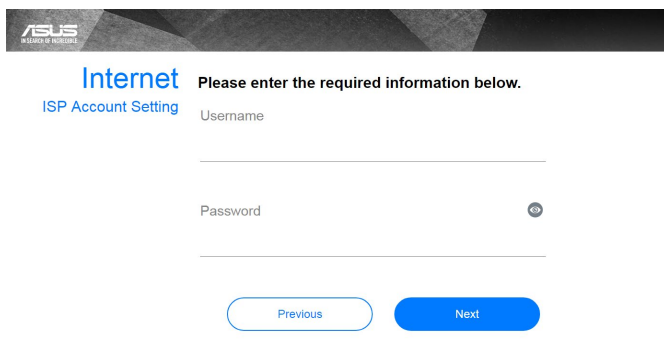 ASUS
IN SEARCH OF INCREDIBLE
Internet
ISP Account Setting
Please enter the required information below.
Username
Password
Previous
Next